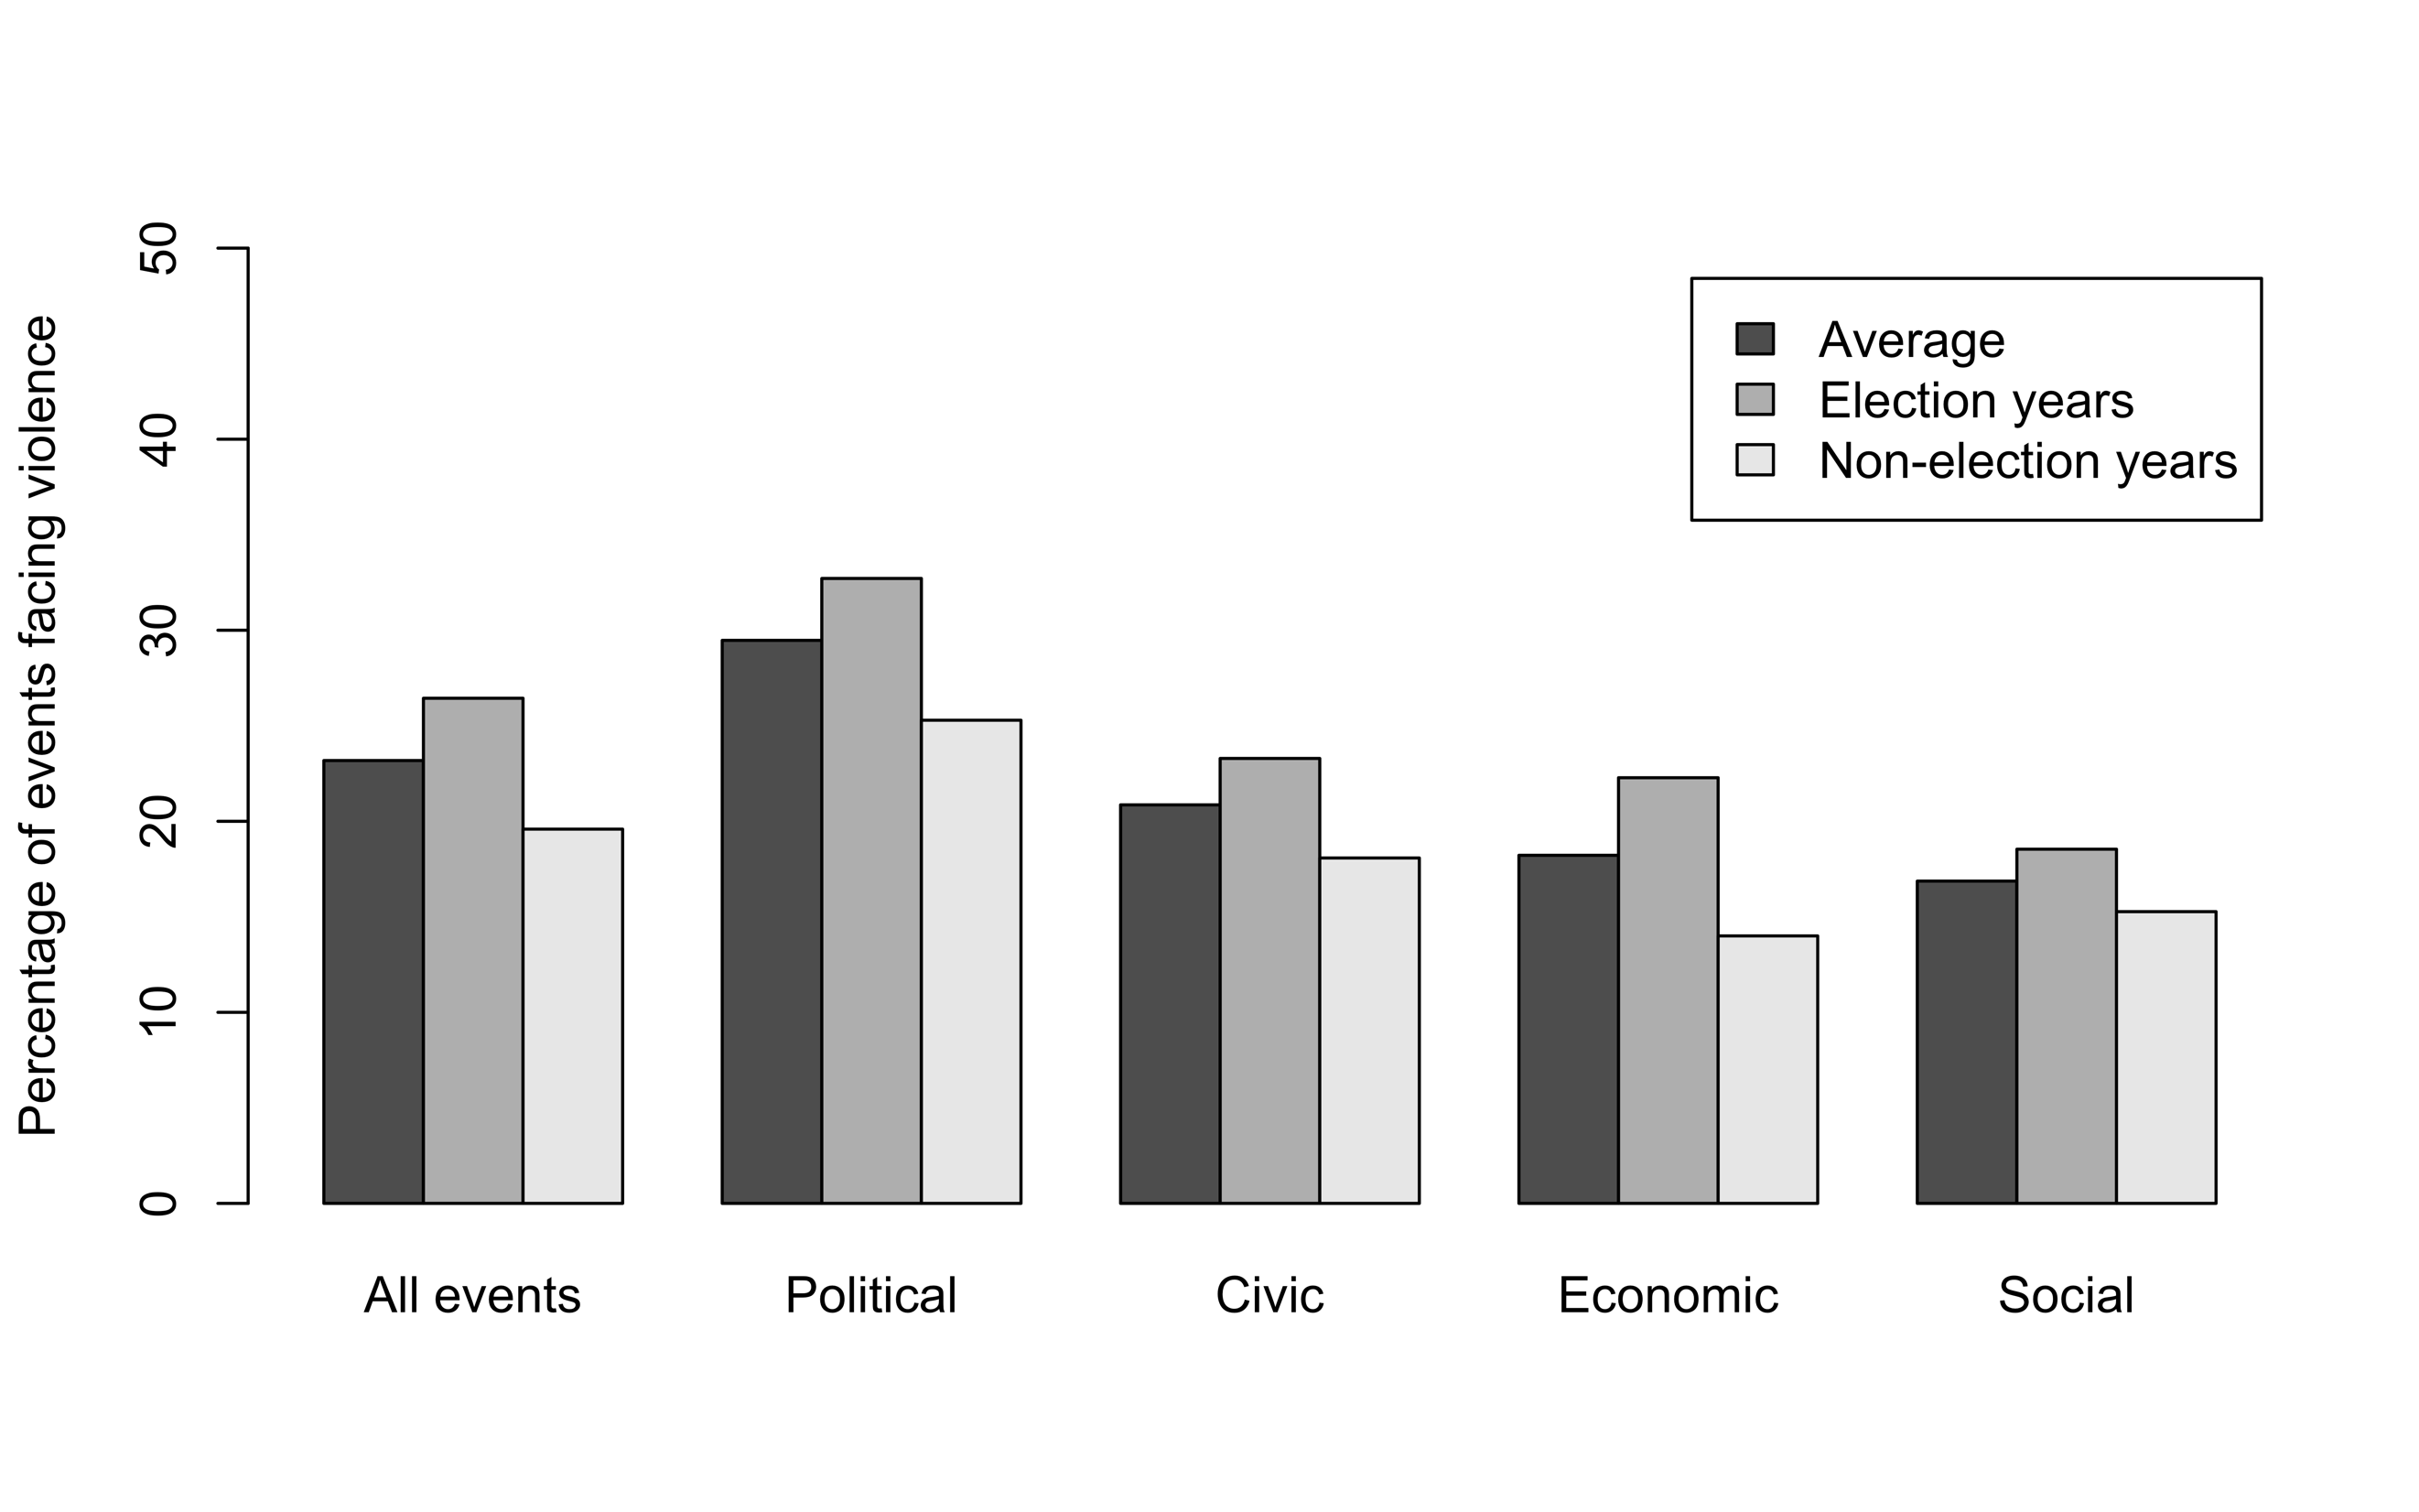 Percentage of events facing violence
50
40
30
20
10
0
Average
Election years
Non-election years
All events
Political
Civic
Economic
Social